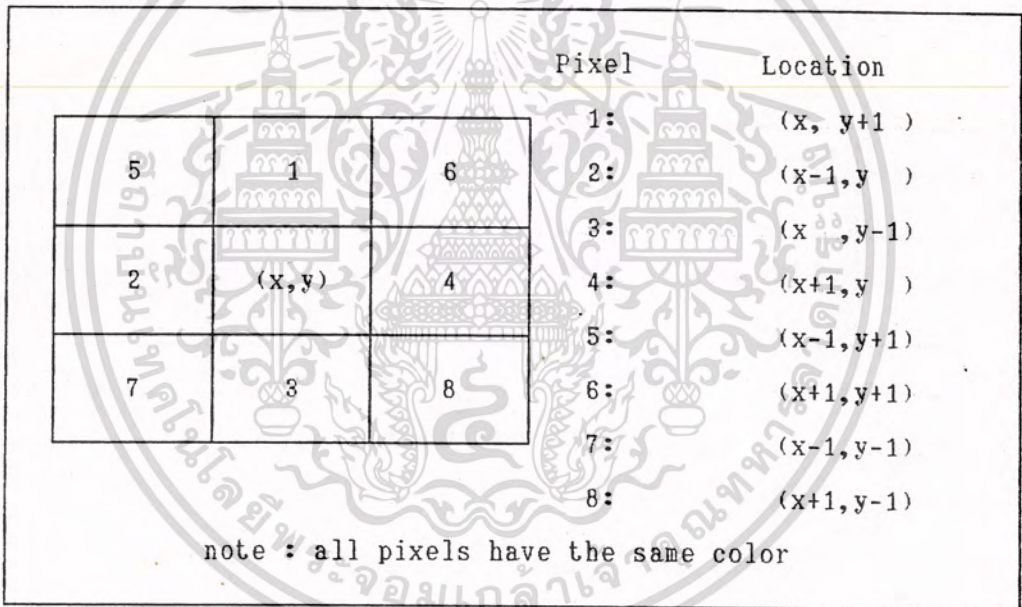 Pixel Location
1: (x, y+1 )
2: (x-1,y )
3: (x ,y-1)
4: (x+1,y )
5: (x-1,y+1)
6: (x+1,y+1)
7: (x-1,y-1)
8: (x+1,y-1)
5 1 6
2 (x,y) 4
7 3 8
note : all pixels have the same color